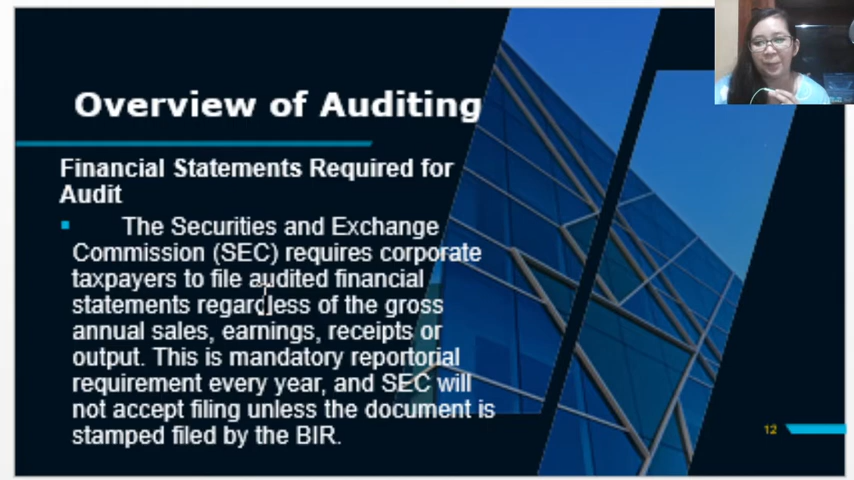 Overview of Auditing
Financial Statements Required for
Audit
The Securities and Exchange
Commission (SEC) requires corporate
taxpayers to file audited financial
statements regardless of the gross
annual sales, earnings, receipts or
output. This is mandatory reportorial
requirement every year, and SEC will
not accept filing unless the document is
stamped filed by the BIR.
12